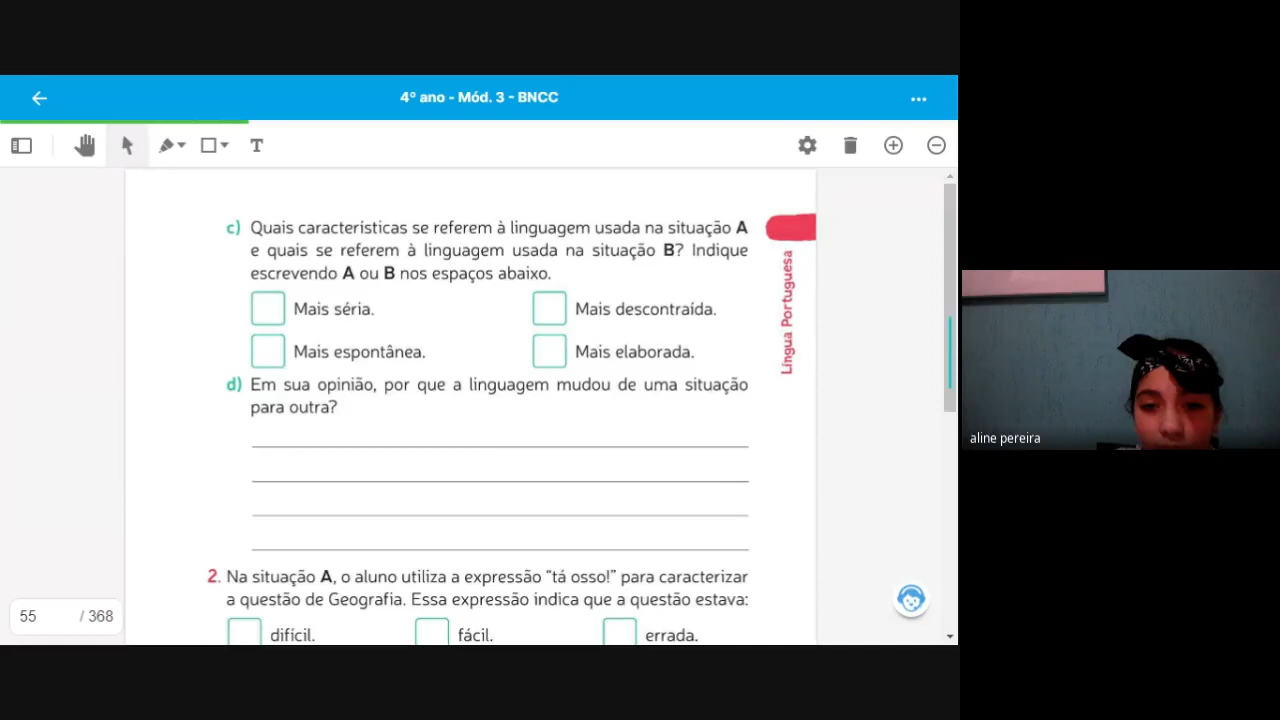 4º ano - Mód. 3 - BNCC
T
c) Quais características se referem à linguagem usada na situação A
e quais se referem à linguagem usada na situação B? Indique
escrevendo A ou B nos espaços abaixo.
Mais séria.
Mais descontraída.
Mais espontânea.
Mais elaborada.
d) Em sua opinião, por que a linguagem mudou de uma situação
para outra?
2. Na situação A, o aluno utiliza a expressão “tá osso!” para caracterizar
a questão de Geografia. Essa expressão indica que a questão estava:
difícil.
fácil.
errada.
Língua Portuguesa
55 / 368
aline pereira